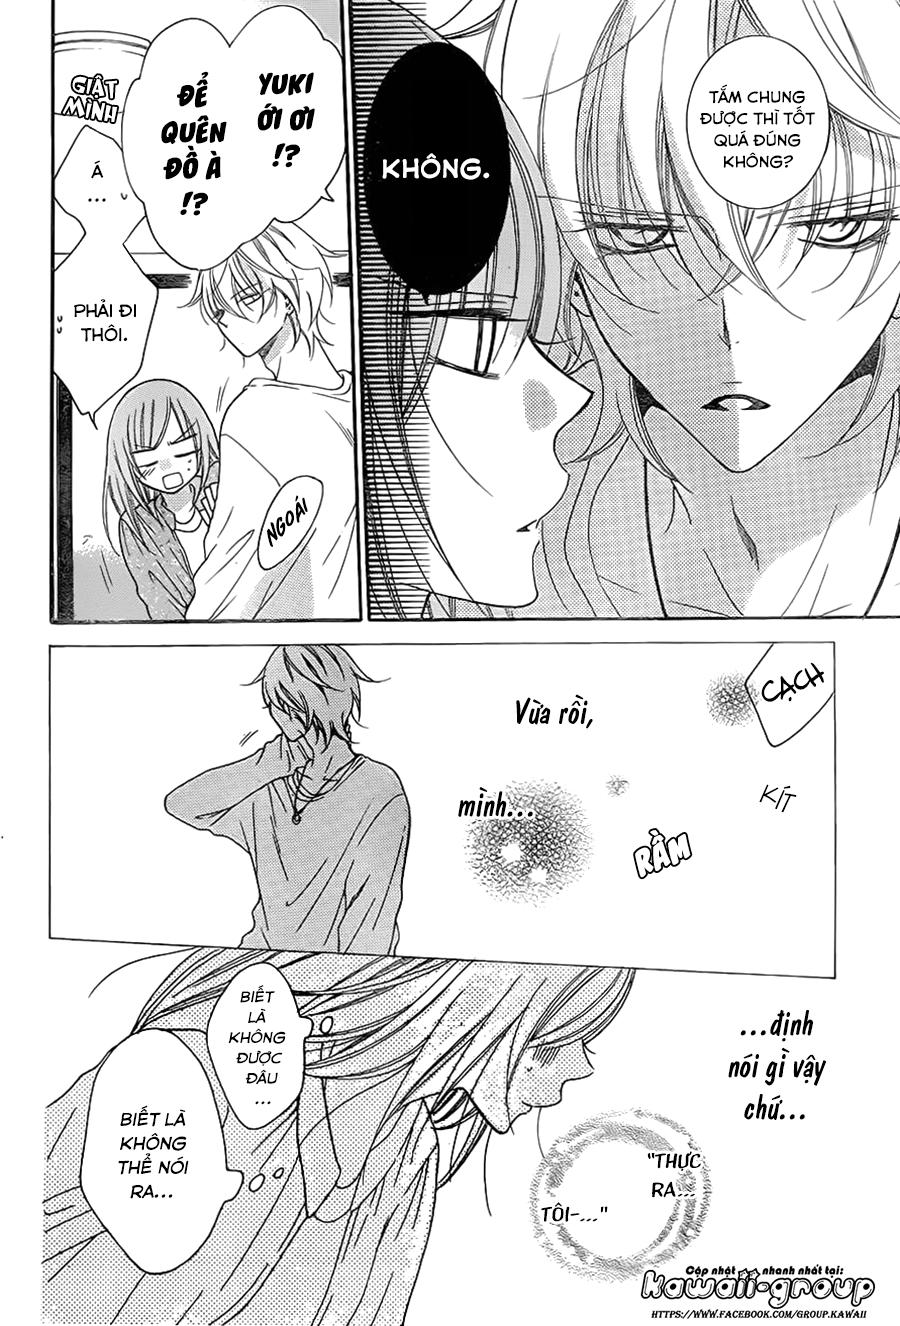 TẮM CHUNG
ĐƯỢC THÌ TỐT
QUÁ ĐÚNG
KHÔNG?
KHÔNG.
YUKI
ỚI ƠI
!?
ĐỂ
QUÊN
ĐỒ À
!?
GIẬT
MÌNH
Á
...
PHẢI ĐI
THÔI.
NGOÁI
CẠCH
KÍT
RẦM
Vừa rồi,
mình...
...định
nói gì vậy
chứ...
BIẾT
LÀ
KHÔNG
ĐƯỢC
ĐÂU
...
BIẾT LÀ
KHÔNG
THỂ NÓI
RA...
"THỰC
RA...
TÔI-..."
Cập nhật nhanh nhất tại:
kawaii-group
HTTPS://WWW.FACEBOOK.COM/GROUP.KAWAII